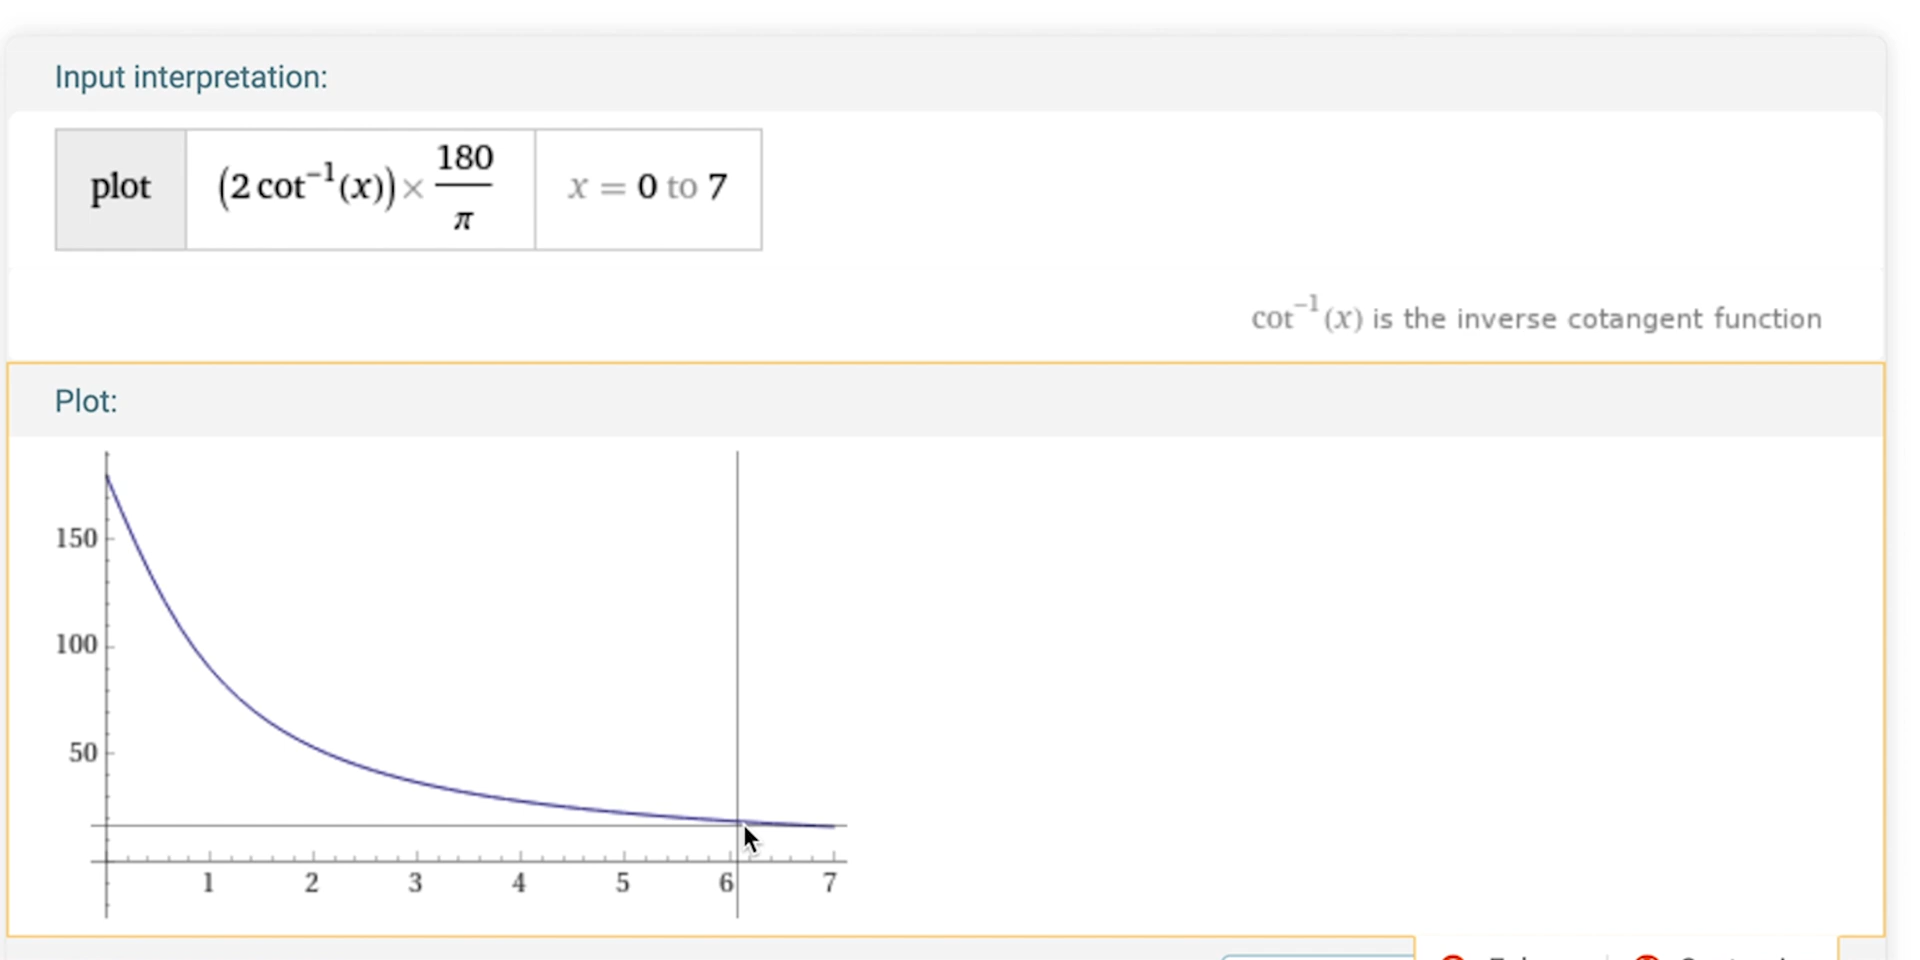 Input interpretation:
plot (2 cot⁻¹(x))× 180/π x = 0 to 7
cot⁻¹(x) is the inverse cotangent function
Plot:
150
100
50
1 2 3 4 5 6 7